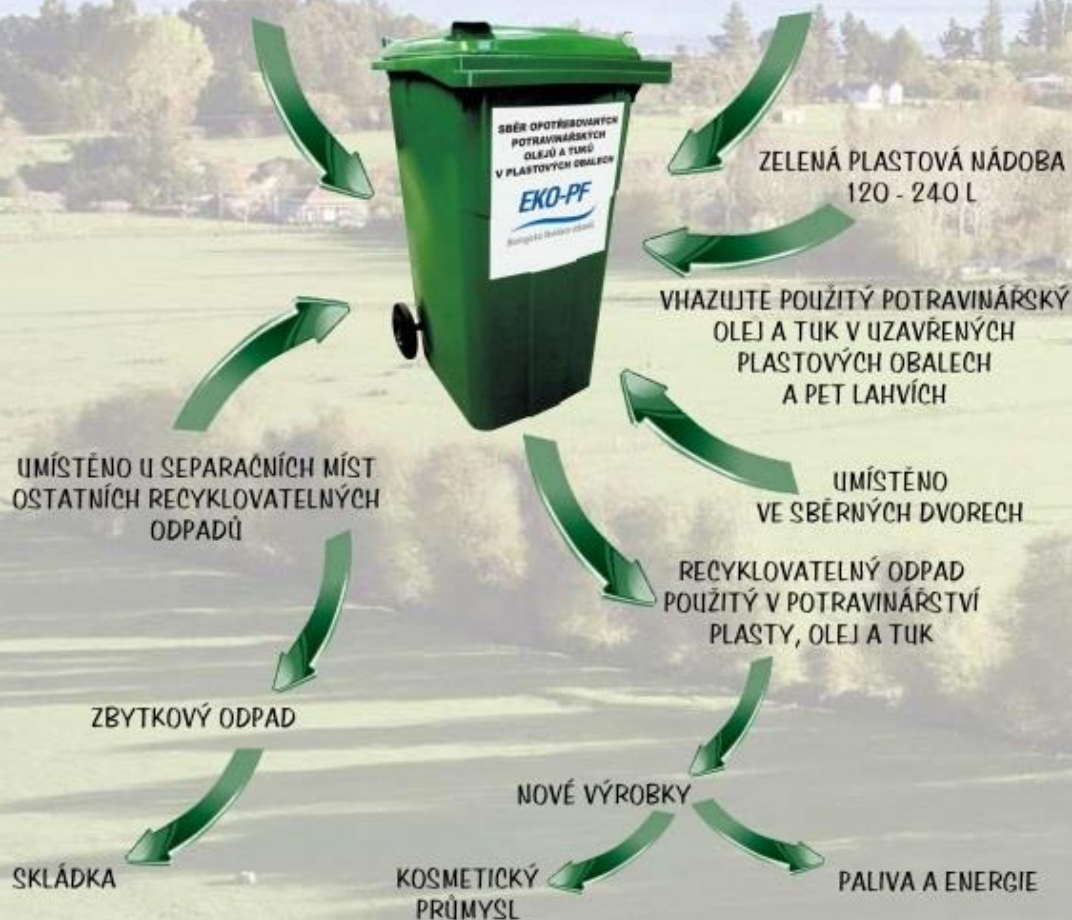 SBĚR OPOTŘEBOVANÝCH
POTRAVINÁŘSKÝCH
OLEJŮ A TUKŮ
V PLASTOVÝCH OBALECH
EKO-PF
ZELENÁ PLASTOVÁ NÁDOBA
120 - 240 L
VHAZUJTE POUŽITÝ POTRAVINÁŘSKÝ
OLEJ A TUK V UZAVŘENÝCH
PLASTOVÝCH OBALECH
A PET LAHVÍCH
UMÍSTĚNO U SEPARAČNÍCH MÍST
OSTATNÍCH RECYKLOVATELNÝCH
ODPADŮ
UMÍSTĚNO
VE SBĚRNÝCH DVORECH
RECYKLOVATELNÝ ODPAD
POUŽITÝ V POTRAVINÁŘSTVÍ
PLASTY, OLEJ A TUK
ZBYTKOVÝ ODPAD
NOVÉ VÝROBKY
SKLÁDKA
KOSMETICKÝ
PRŮMYSL
PALIVA A ENERGIE